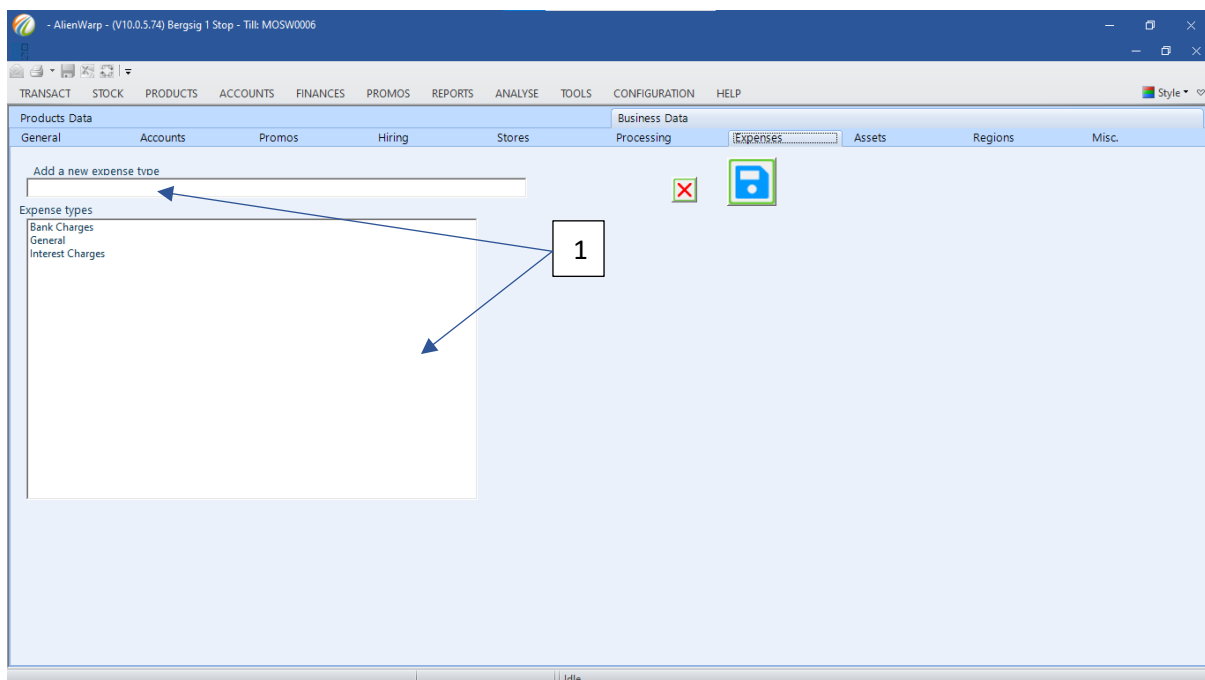 - AlienWarp - (V10.0.5.74) Bergsig 1 Stop - Till: MOSW0006
TRANSACT STOCK PRODUCTS ACCOUNTS FINANCES PROMOS REPORTS ANALYSE TOOLS CONFIGURATION HELP Style
Products Data Business Data
General Accounts Promos Hiring Stores Processing Expenses Assets Regions Misc.
Add a new expense type
Expense types
Bank Charges
General
Interest Charges
1
Idle